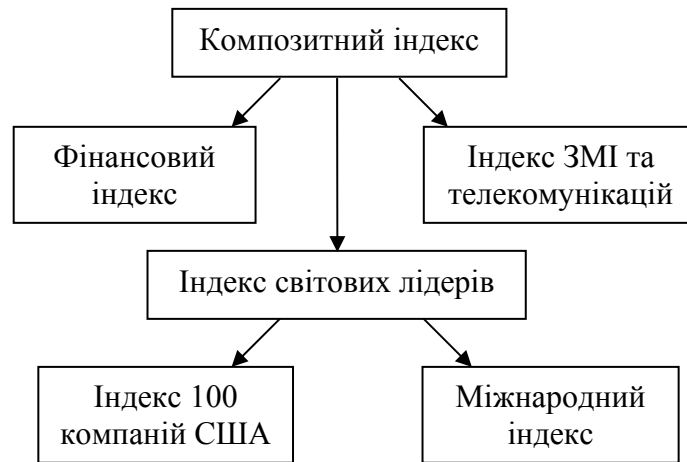 Композитний індекс
Фінансовий
індекс
Індекс ЗМІ та
телекомунікацій
Індекс світових лідерів
Індекс 100
компаній США
Міжнародний
індекс